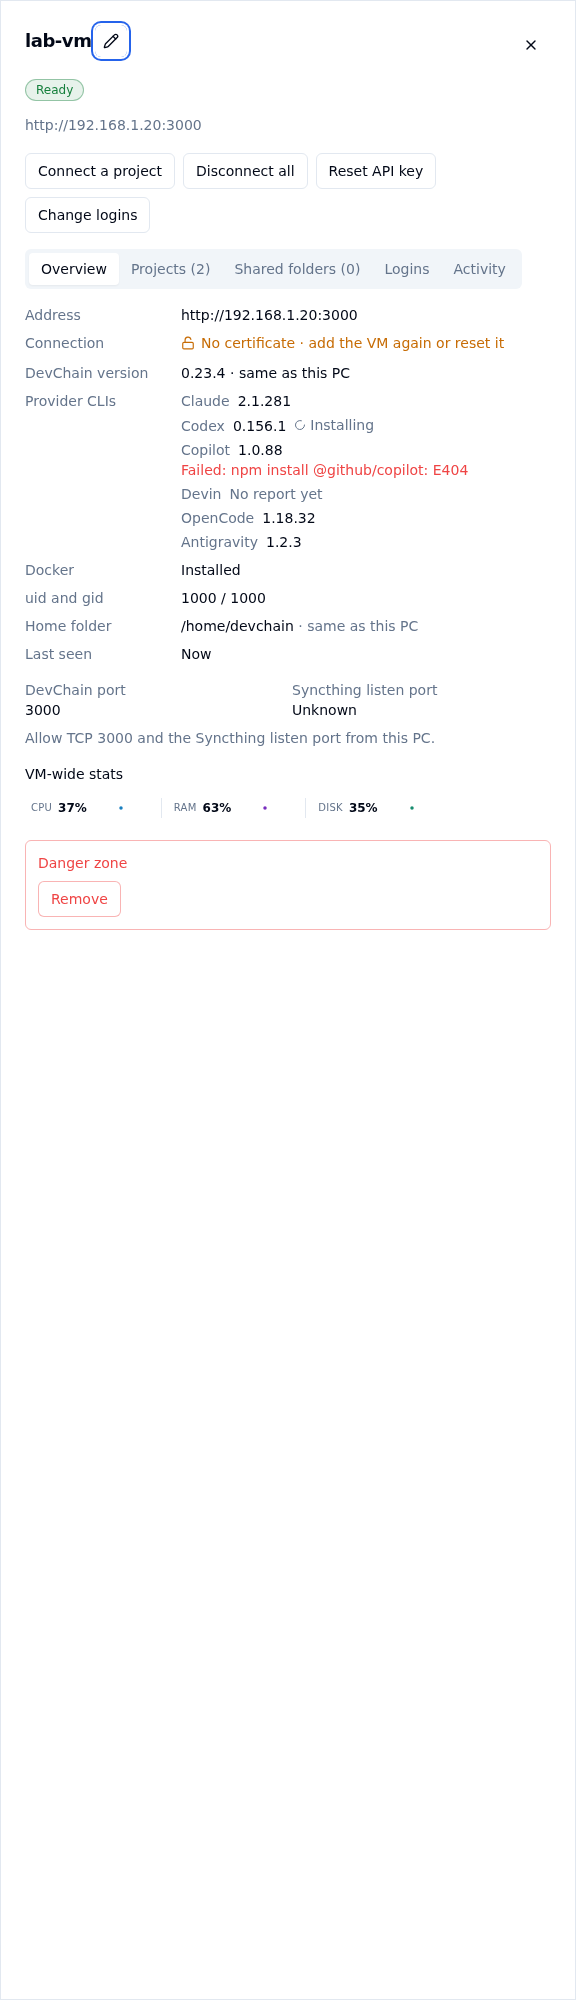 lab-vm
Ready
http://192.168.1.20:3000
Connect a project Disconnect all Reset API key
Change logins
Overview Projects (2) Shared folders (0) Logins Activity
Address http://192.168.1.20:3000
Connection No certificate · add the VM again or reset it
DevChain version 0.23.4 · same as this PC
Provider CLIs Claude 2.1.281
Codex 0.156.1 Installing
Copilot 1.0.88
Failed: npm install @github/copilot: E404
Devin No report yet
OpenCode 1.18.32
Antigravity 1.2.3
Docker Installed
uid and gid 1000 / 1000
Home folder /home/devchain · same as this PC
Last seen Now
DevChain port Syncthing listen port
3000 Unknown
Allow TCP 3000 and the Syncthing listen port from this PC.
VM-wide stats
CPU 37% RAM 63% DISK 35%
Danger zone
Remove